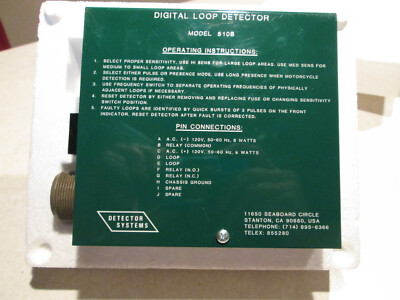 DIGITAL LOOP DETECTOR
MODEL 810B
OPERATING INSTRUCTIONS:
1. SELECT PROPER SENSITIVITY, USE HI SENS FOR LARGE LOOP AREAS. USE MED SENS FOR
MEDIUM TO SMALL LOOP AREAS.
2. SELECT EITHER PULSE OR PRESENCE MODE, USE LONG PRESENCE WHEN MOTORCYCLE
DETECTION IS REQUIRED.
3. USE FREQUENCY SWITCH TO SEPARATE OPERATING FREQUENCIES OF PHYSICALLY
ADJACENT LOOPS IF NECESSARY.
4. RESET DETECTOR BY EITHER REMOVING AND REPLACING FUSE OR CHANGING SENSITIVITY
SWITCH POSITION.
5. FAULTY LOOPS ARE IDENTIFIED BY QUICK BURSTS OF 3 PULSES ON THE FRONT
INDICATOR. RESET DETECTOR AFTER FAULT IS CORRECTED.
PIN CONNECTIONS:
A A.C. (-) 120V, 50-60 Hz, 6 WATTS
B RELAY (COMMON)
C A.C. (+) 120V, 50-60 Hz, 6 WATTS
D LOOP
E LOOP
F RELAY (N.O.)
G RELAY (N.C.)
H CHASSIS GROUND
I SPARE
J SPARE
DETECTOR
SYSTEMS
11650 SEABOARD CIRCLE
STANTON, CA 90680, USA
TELEPHONE: (714) 895-6366
TELEX: 655280